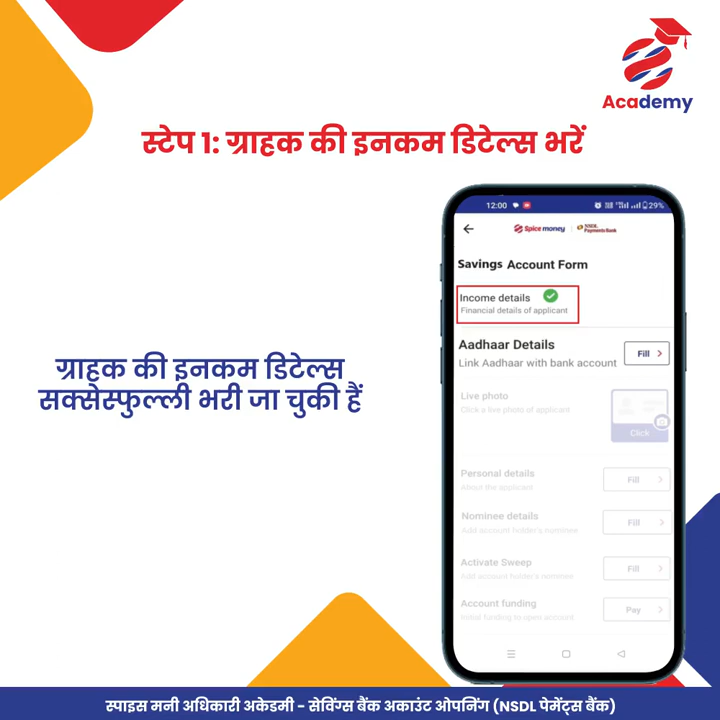 Academy
स्टेप 1: ग्राहक की इनकम डिटेल्स भरें
12:00
29%
Spice money
NSDL
Payments Bank
Savings Account Form
Income details
Financial details of applicant
Aadhaar Details
Link Aadhaar with bank account
Fill >
Live photo
Click a live photo of applicant
Click
Personal details
About the applicant
Fill >
Nominee details
Add account holder's nominee
Fill >
Activate Sweep
Add account holder's nominee
Fill >
Account funding
Initial funding to open account
Pay >
ग्राहक की इनकम डिटेल्स
सक्सेस्फुल्ली भरी जा चुकी हैं
स्पाइस मनी अधिकारी अकेडमी - सेविंग्स बैंक अकाउंट ओपनिंग (NSDL पेमेंट्स बैंक)